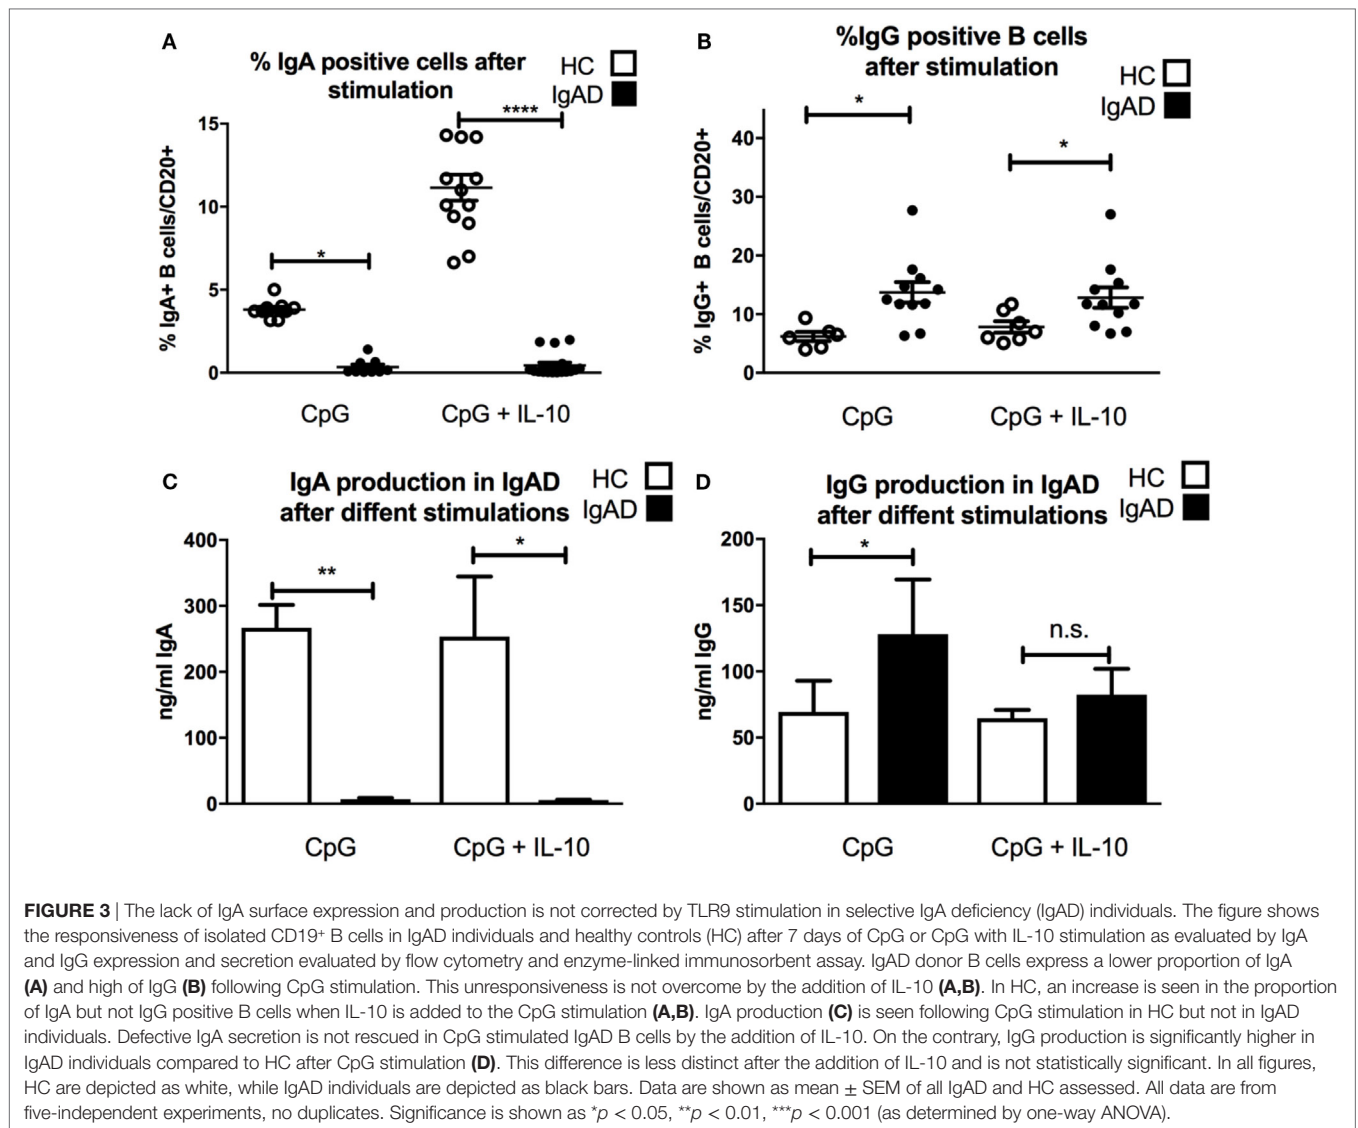 A
% IgA positive cells after
stimulation
HC
IgAD
****
*
% IgA+ B cells/CD20+
15
10
5
0
CpG
CpG + IL-10
B
%IgG positive B cells
after stimulation
HC
IgAD
*
*
% IgG+ B cells/CD20+
40
30
20
10
0
CpG
CpG + IL-10
C
IgA production in IgAD
after diffent stimulations
HC
IgAD
**
*
ng/ml IgA
400
300
200
100
0
CpG
CpG + IL-10
D
IgG production in IgAD
after diffent stimulations
HC
IgAD
*
n.s.
ng/ml IgG
200
150
100
50
0
CpG
CpG + IL-10
FIGURE 3 | The lack of IgA surface expression and production is not corrected by TLR9 stimulation in selective IgA deficiency (IgAD) individuals. The figure shows
the responsiveness of isolated CD19⁺ B cells in IgAD individuals and healthy controls (HC) after 7 days of CpG or CpG with IL-10 stimulation as evaluated by IgA
and IgG expression and secretion evaluated by flow cytometry and enzyme-linked immunosorbent assay. IgAD donor B cells express a lower proportion of IgA
(A) and high of IgG (B) following CpG stimulation. This unresponsiveness is not overcome by the addition of IL-10 (A,B). In HC, an increase is seen in the proportion
of IgA but not IgG positive B cells when IL-10 is added to the CpG stimulation (A,B). IgA production (C) is seen following CpG stimulation in HC but not in IgAD
individuals. Defective IgA secretion is not rescued in CpG stimulated IgAD B cells by the addition of IL-10. On the contrary, IgG production is significantly higher in
IgAD individuals compared to HC after CpG stimulation (D). This difference is less distinct after the addition of IL-10 and is not statistically significant. In all figures,
HC are depicted as white, while IgAD individuals are depicted as black bars. Data are shown as mean ± SEM of all IgAD and HC assessed. All data are from
five-independent experiments, no duplicates. Significance is shown as *p < 0.05, **p < 0.01, ***p < 0.001 (as determined by one-way ANOVA).